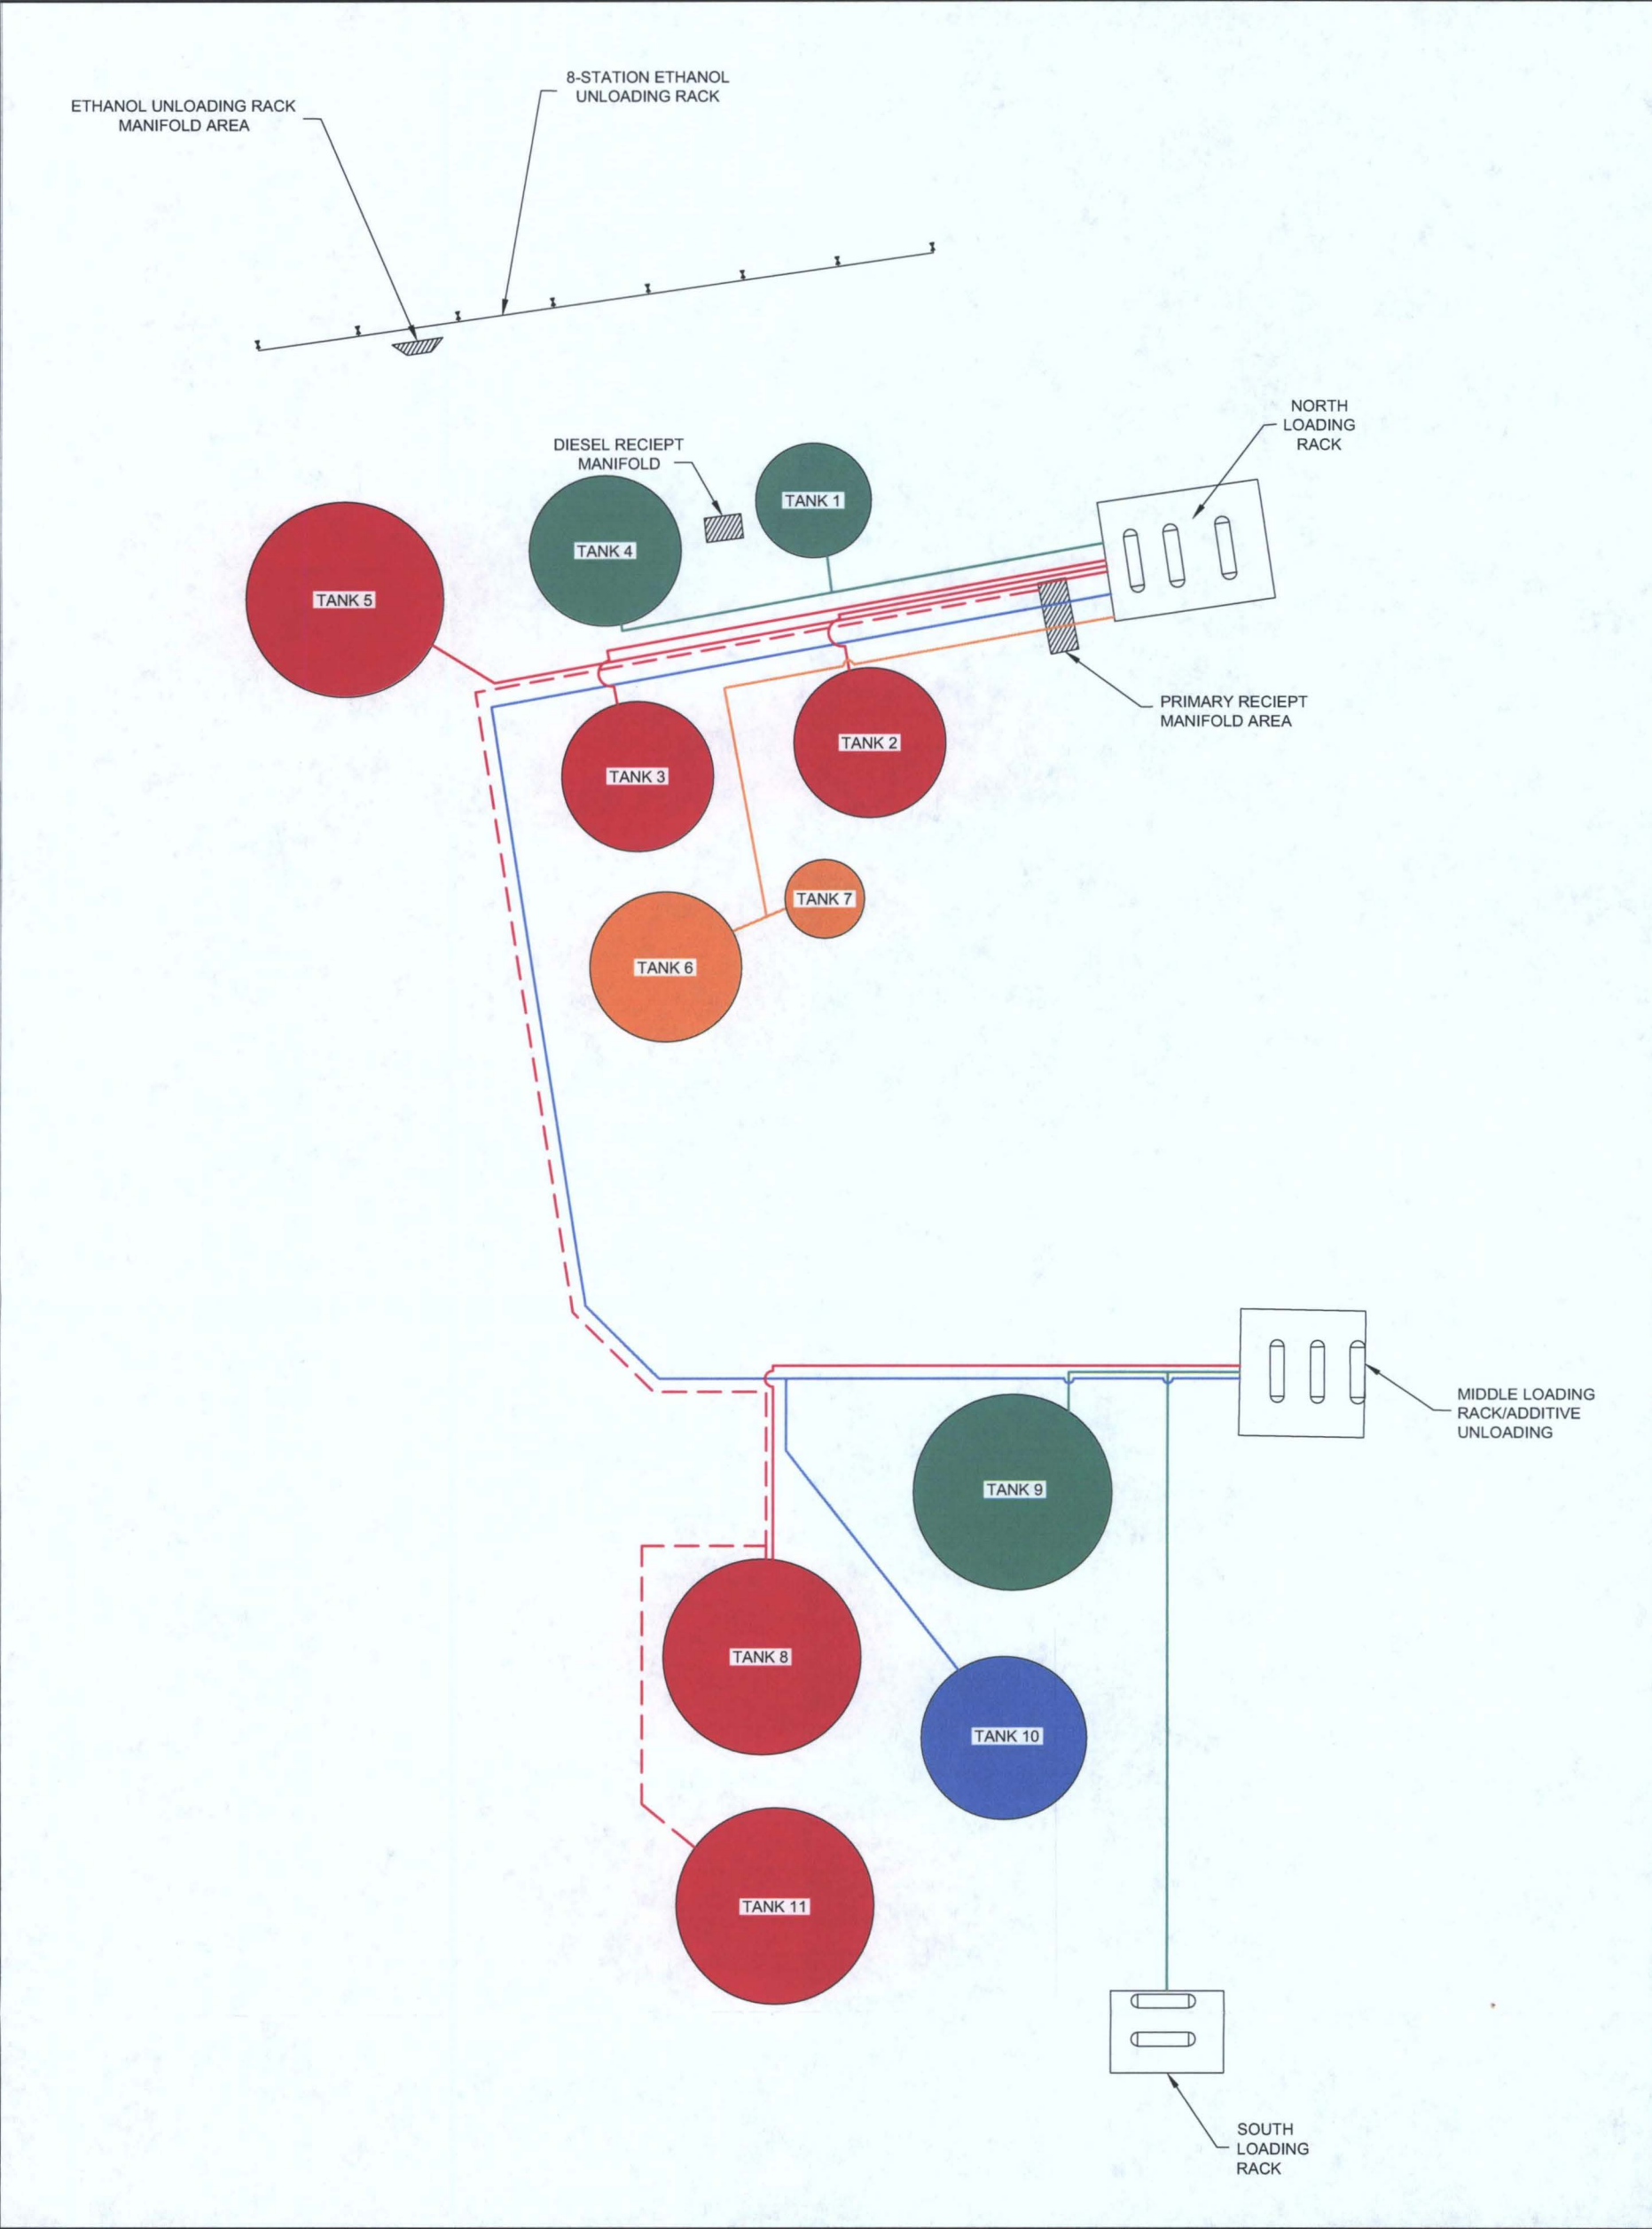 8-STATION ETHANOL
UNLOADING RACK
ETHANOL UNLOADING RACK
MANIFOLD AREA
NORTH
LOADING
RACK
DIESEL RECIEPT
MANIFOLD
TANK 1
TANK 4
TANK 5
PRIMARY RECIEPT
MANIFOLD AREA
TANK 2
TANK 3
TANK 7
TANK 6
MIDDLE LOADING
RACK/ADDITIVE
UNLOADING
TANK 9
TANK 8
TANK 10
TANK 11
SOUTH
LOADING
RACK